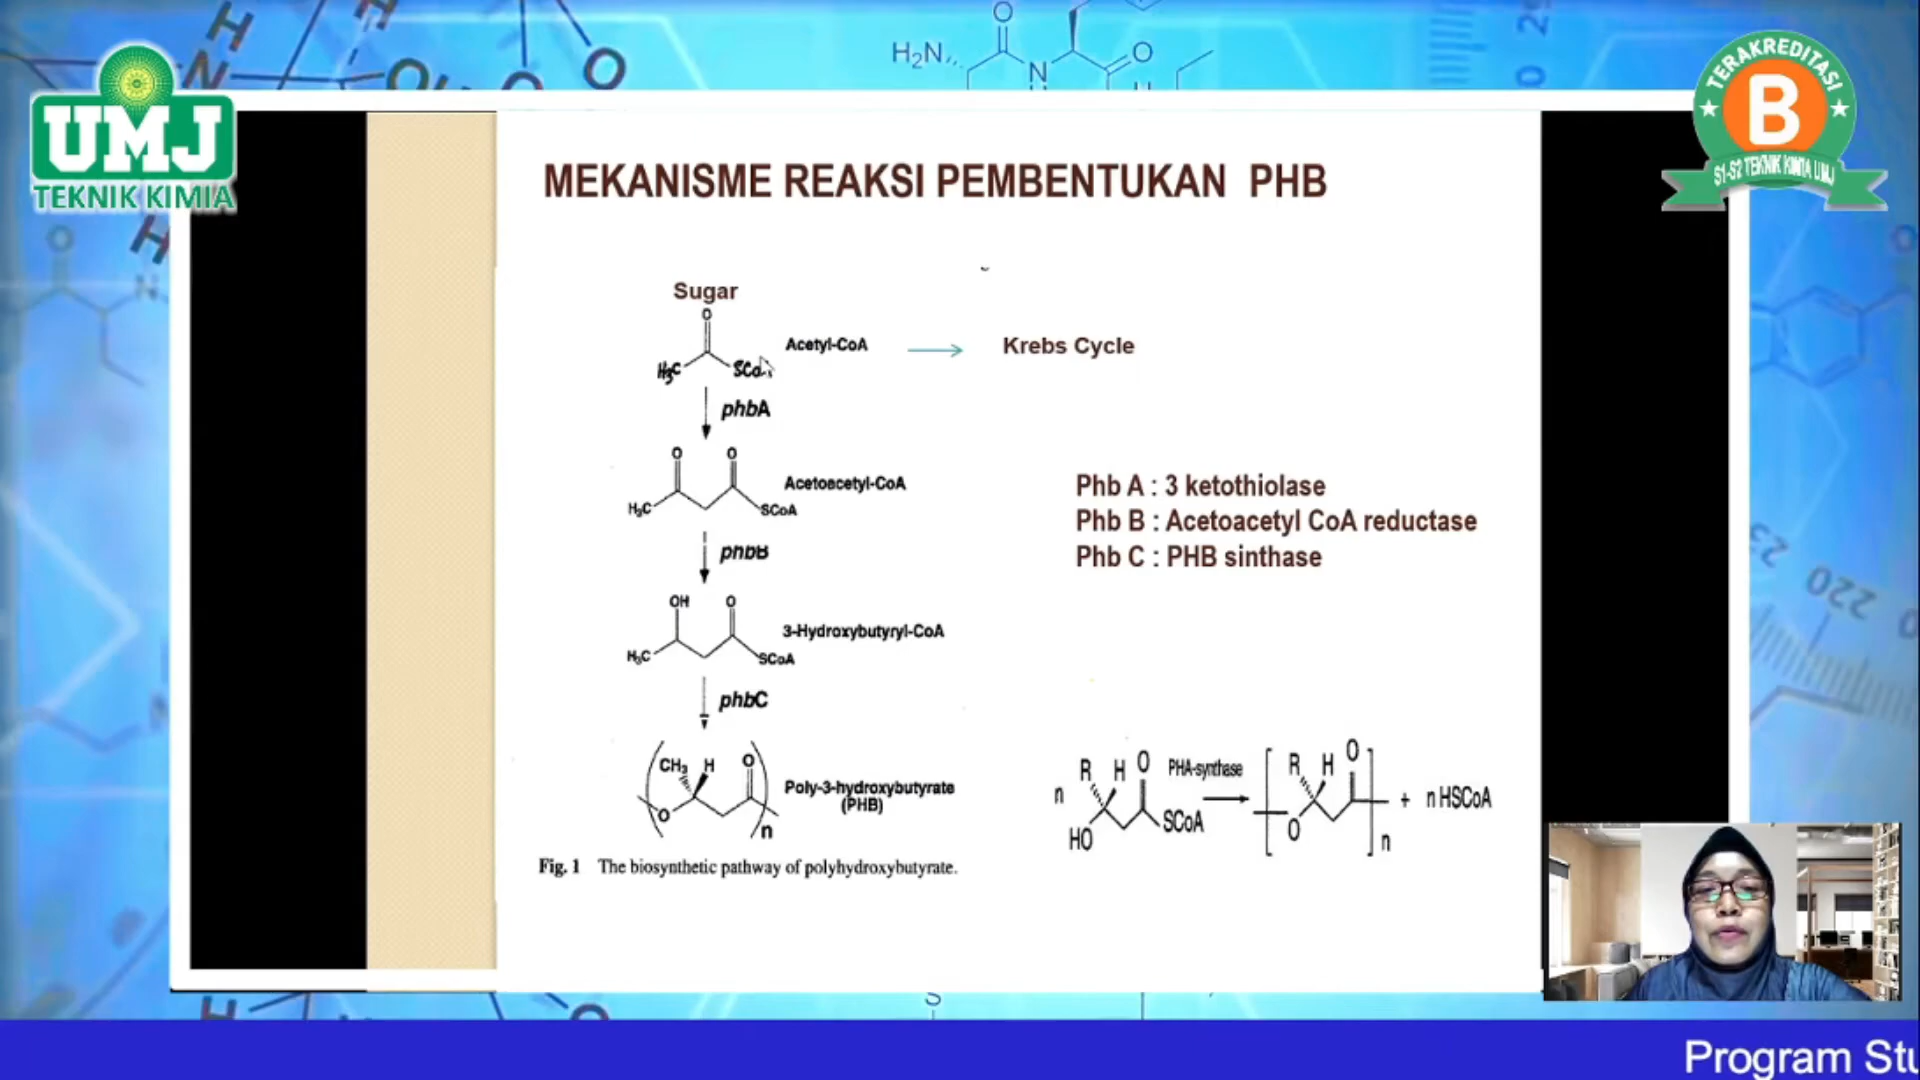 UMJ
TEKNIK KIMIA
TERAKREDITASI
B
S1-S2 TEKNIK KIMIA UMJ
MEKANISME REAKSI PEMBENTUKAN PHB
Sugar
O
H₃C
Acetyl-CoA
Krebs Cycle
phbA
O O
H₃C SCoA
Acetoacetyl-CoA
Phb A : 3 ketothiolase
Phb B : Acetoacetyl CoA reductase
Phb C : PHB sinthase
phbB
OH O
H₃C SCoA
3-Hydroxybutyryl-CoA
phbC
CH₃ H O
O n
Poly-3-hydroxybutyrate
(PHB)
n R H O
HO SCoA
PHA-synthase
R H O
O n
+ n HSCoA
Fig. 1 The biosynthetic pathway of polyhydroxybutyrate.
H₂N
O
N
O
H
N
O
O
H
220
23
S
H
O
Program Stu